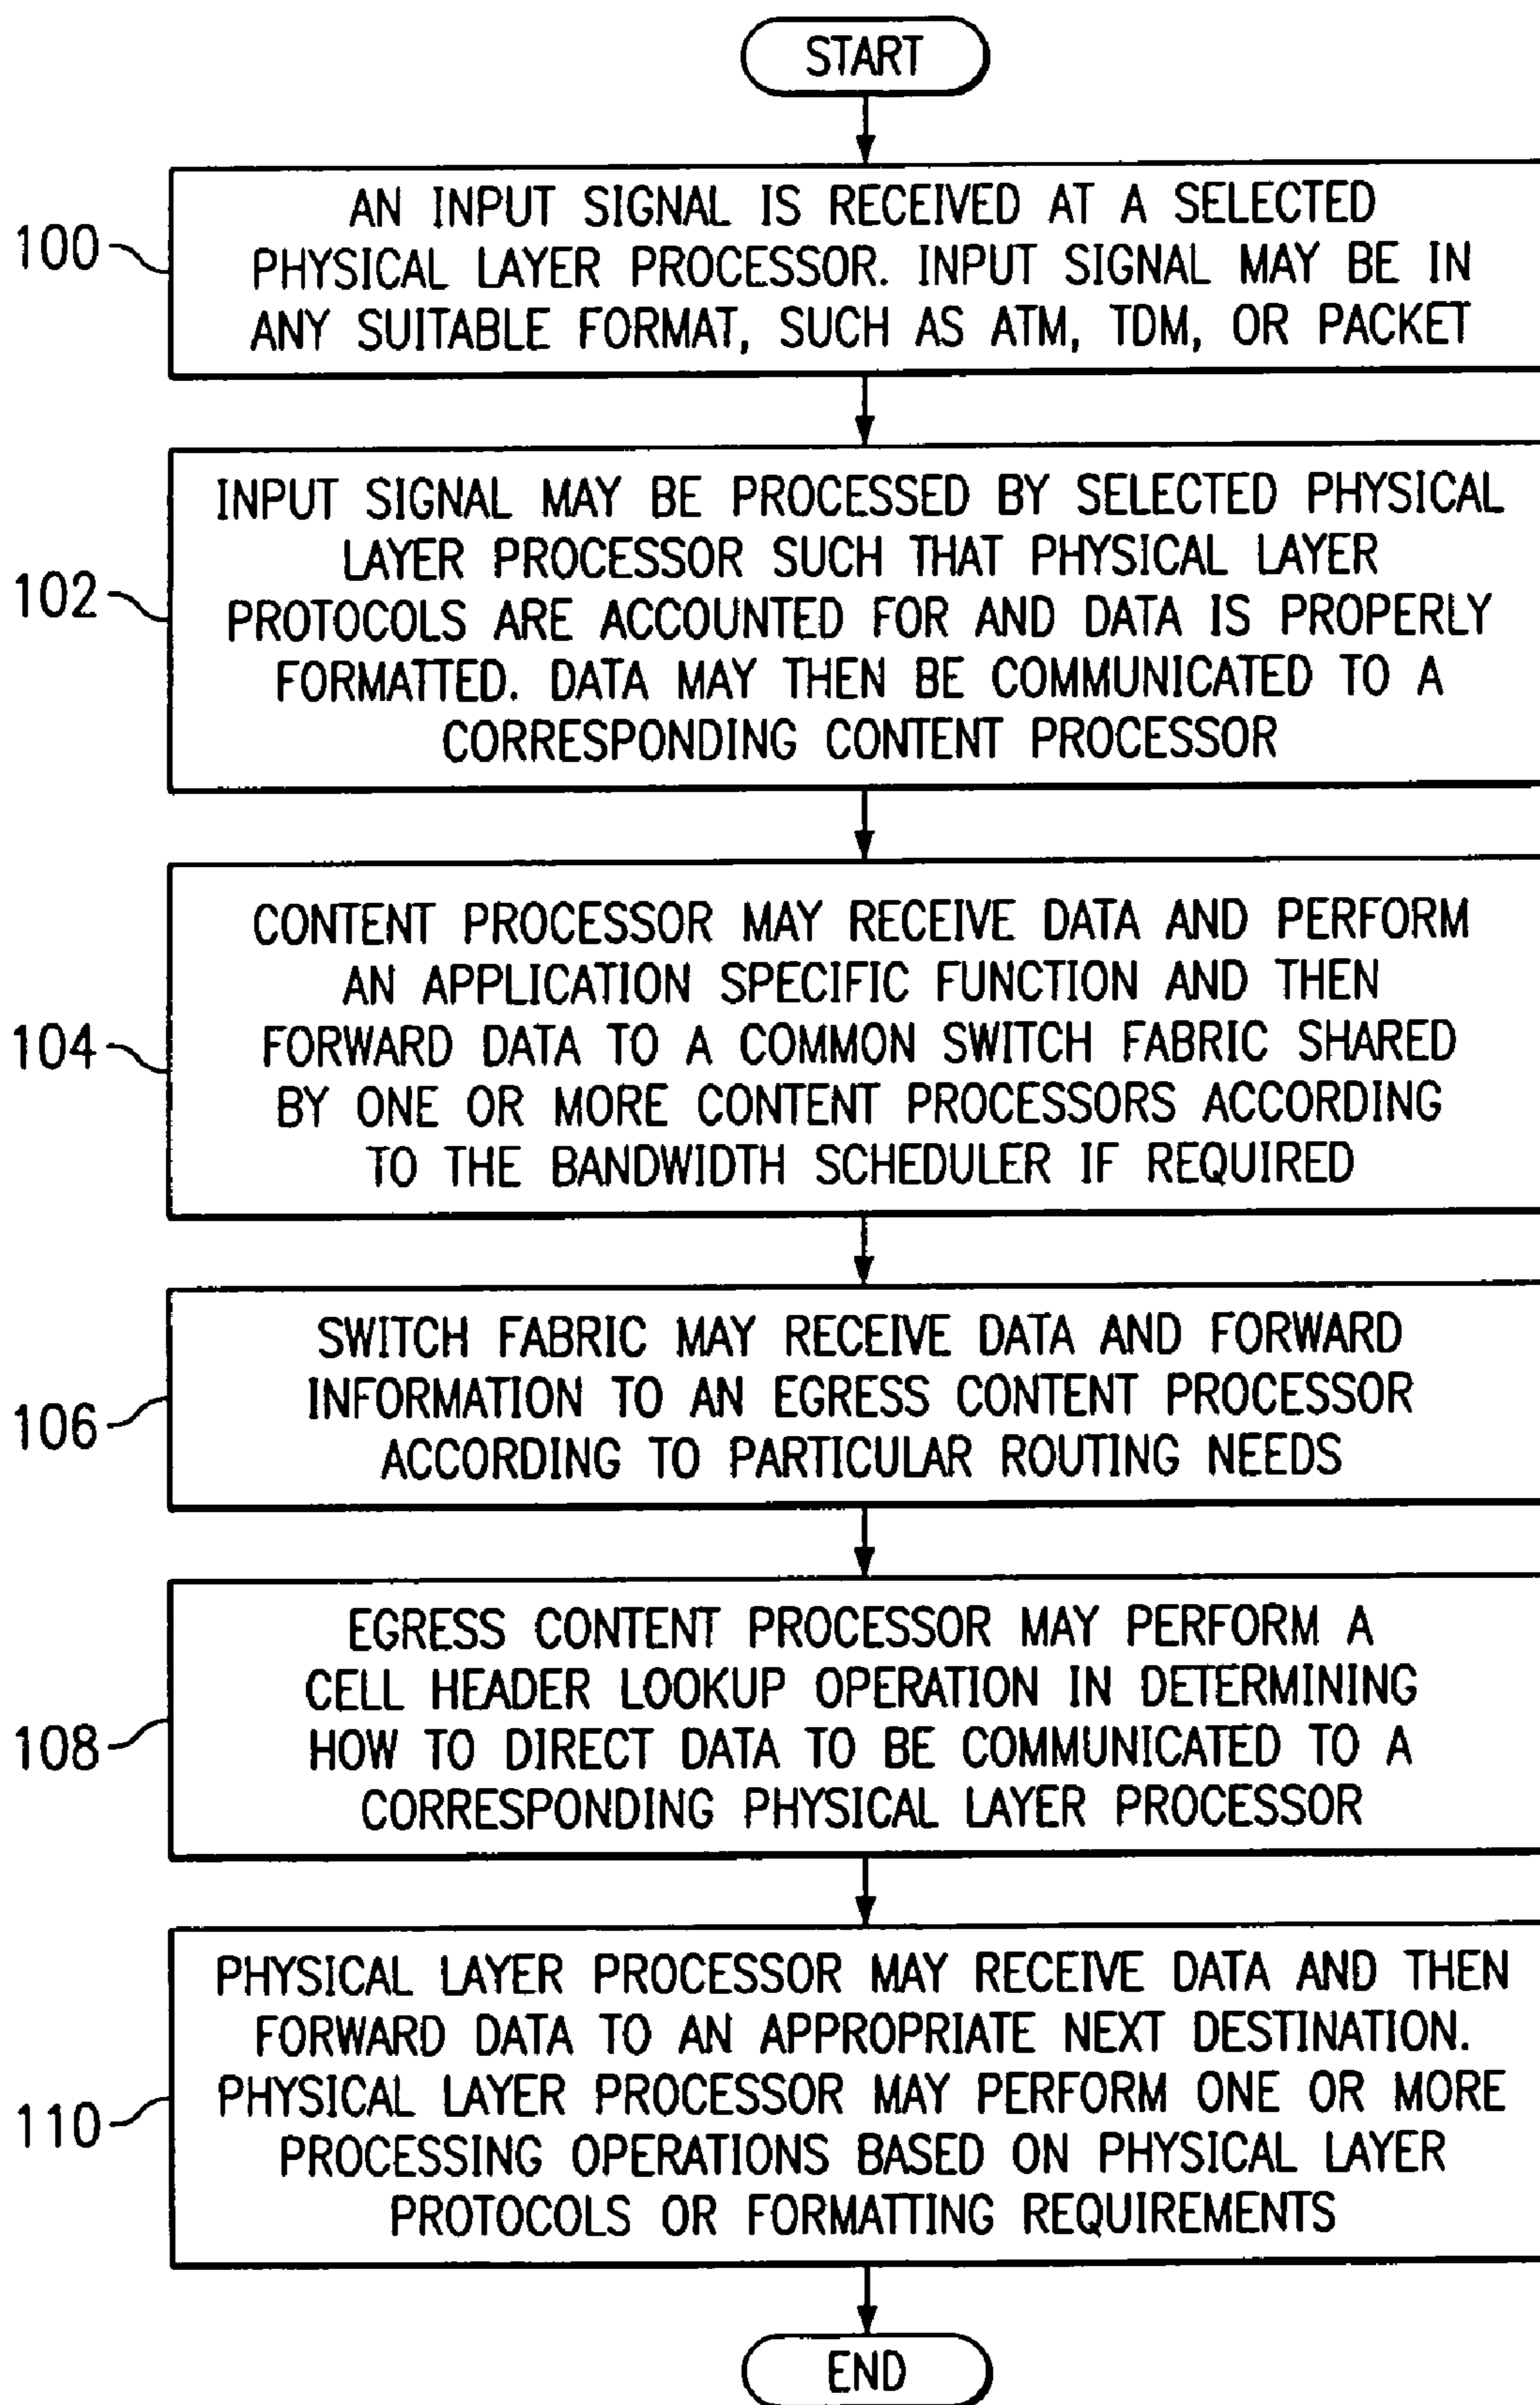 START
100
AN INPUT SIGNAL IS RECEIVED AT A SELECTED
PHYSICAL LAYER PROCESSOR. INPUT SIGNAL MAY BE IN
ANY SUITABLE FORMAT, SUCH AS ATM, TDM, OR PACKET
102
INPUT SIGNAL MAY BE PROCESSED BY SELECTED PHYSICAL
LAYER PROCESSOR SUCH THAT PHYSICAL LAYER
PROTOCOLS ARE ACCOUNTED FOR AND DATA IS PROPERLY
FORMATTED. DATA MAY THEN BE COMMUNICATED TO A
CORRESPONDING CONTENT PROCESSOR
104
CONTENT PROCESSOR MAY RECEIVE DATA AND PERFORM
AN APPLICATION SPECIFIC FUNCTION AND THEN
FORWARD DATA TO A COMMON SWITCH FABRIC SHARED
BY ONE OR MORE CONTENT PROCESSORS ACCORDING
TO THE BANDWIDTH SCHEDULER IF REQUIRED
106
SWITCH FABRIC MAY RECEIVE DATA AND FORWARD
INFORMATION TO AN EGRESS CONTENT PROCESSOR
ACCORDING TO PARTICULAR ROUTING NEEDS
108
EGRESS CONTENT PROCESSOR MAY PERFORM A
CELL HEADER LOOKUP OPERATION IN DETERMINING
HOW TO DIRECT DATA TO BE COMMUNICATED TO A
CORRESPONDING PHYSICAL LAYER PROCESSOR
110
PHYSICAL LAYER PROCESSOR MAY RECEIVE DATA AND THEN
FORWARD DATA TO AN APPROPRIATE NEXT DESTINATION.
PHYSICAL LAYER PROCESSOR MAY PERFORM ONE OR MORE
PROCESSING OPERATIONS BASED ON PHYSICAL LAYER
PROTOCOLS OR FORMATTING REQUIREMENTS
END